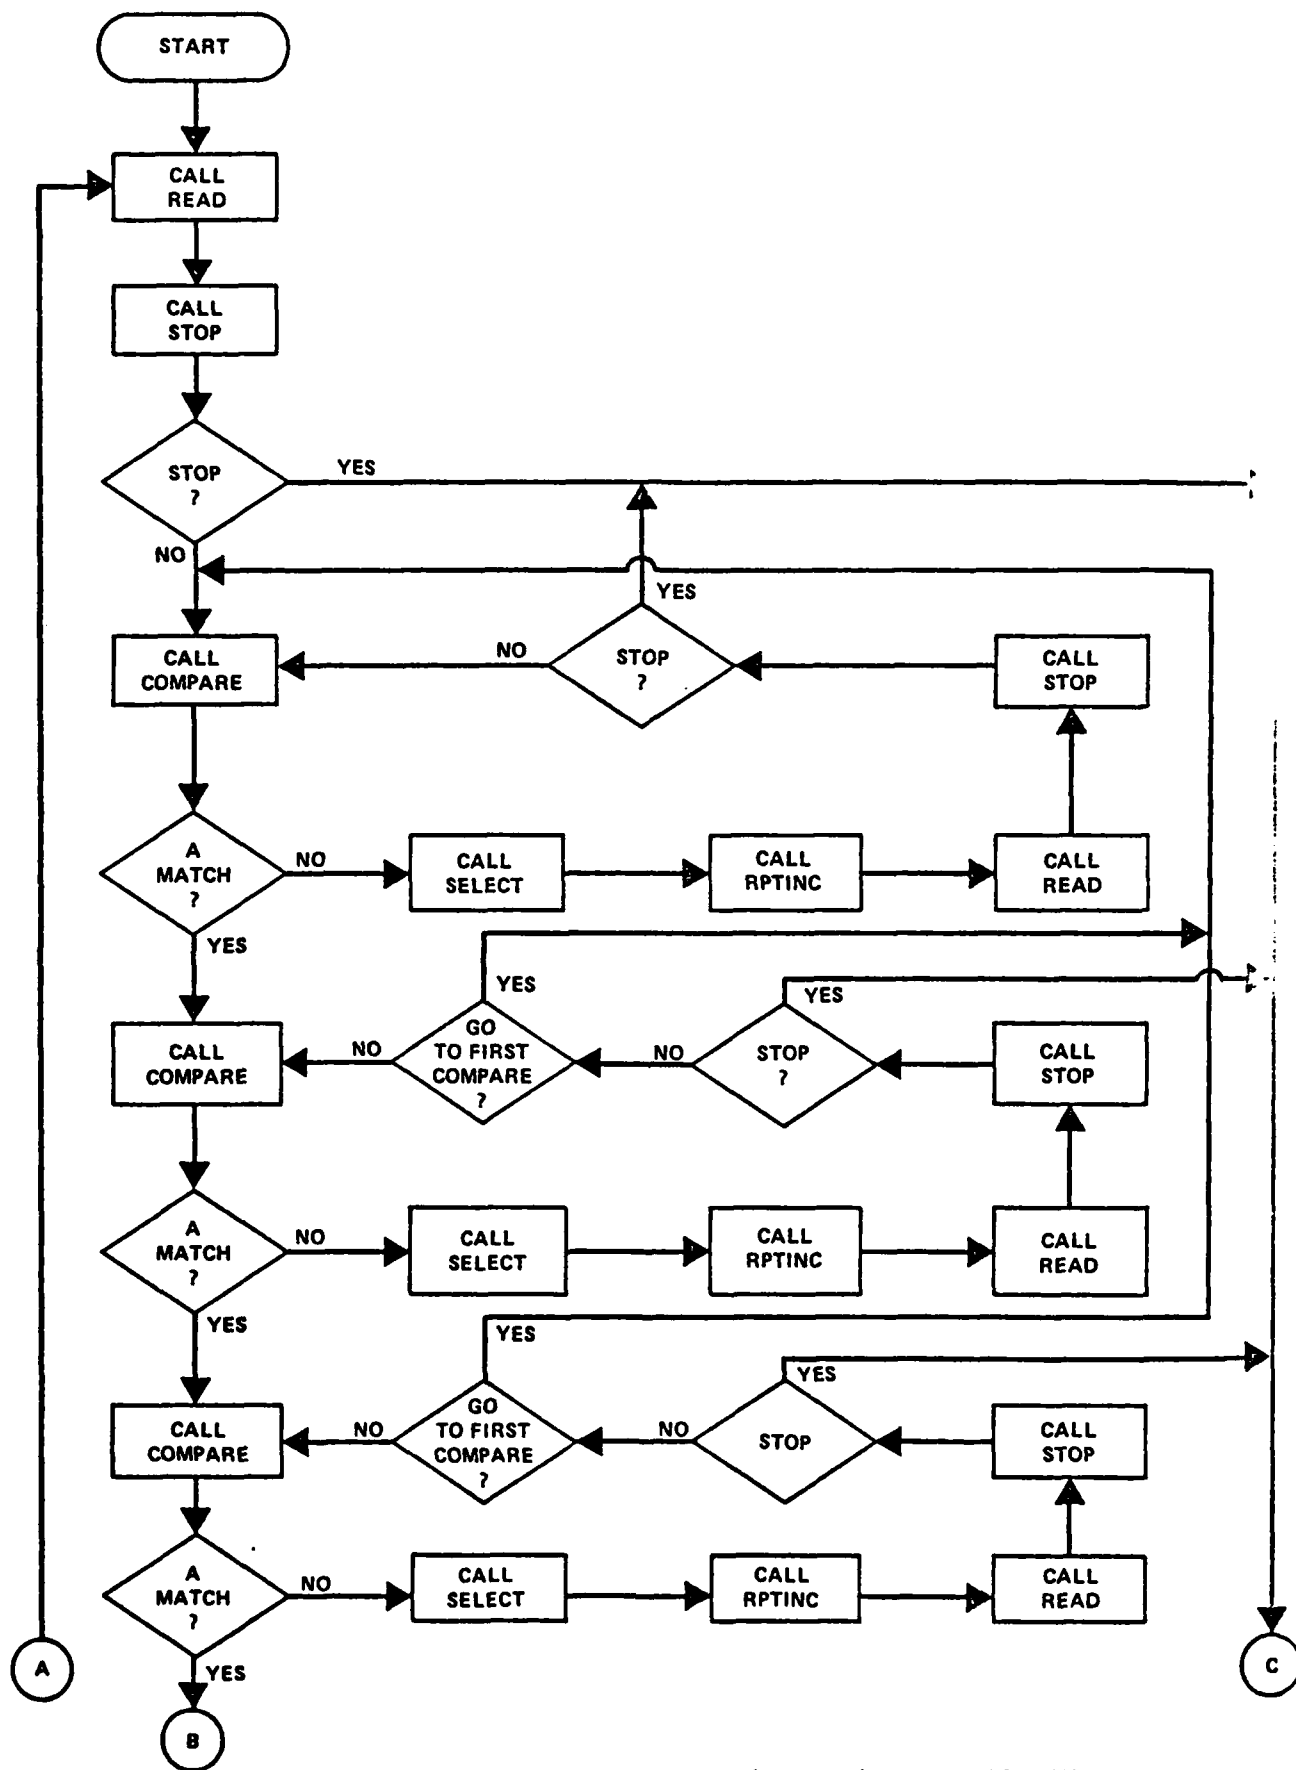 START
CALL
READ
CALL
STOP
STOP
?
YES
NO
YES
CALL
COMPARE
NO
STOP
?
CALL
STOP
A
MATCH
?
NO
CALL
SELECT
CALL
RPTINC
CALL
READ
YES
YES
YES
CALL
COMPARE
NO
GO
TO FIRST
COMPARE
?
NO
STOP
?
CALL
STOP
A
MATCH
?
NO
CALL
SELECT
CALL
RPTINC
CALL
READ
YES
YES
YES
CALL
COMPARE
NO
GO
TO FIRST
COMPARE
?
NO
STOP
CALL
STOP
A
MATCH
?
NO
CALL
SELECT
CALL
RPTINC
CALL
READ
A
YES
C
B